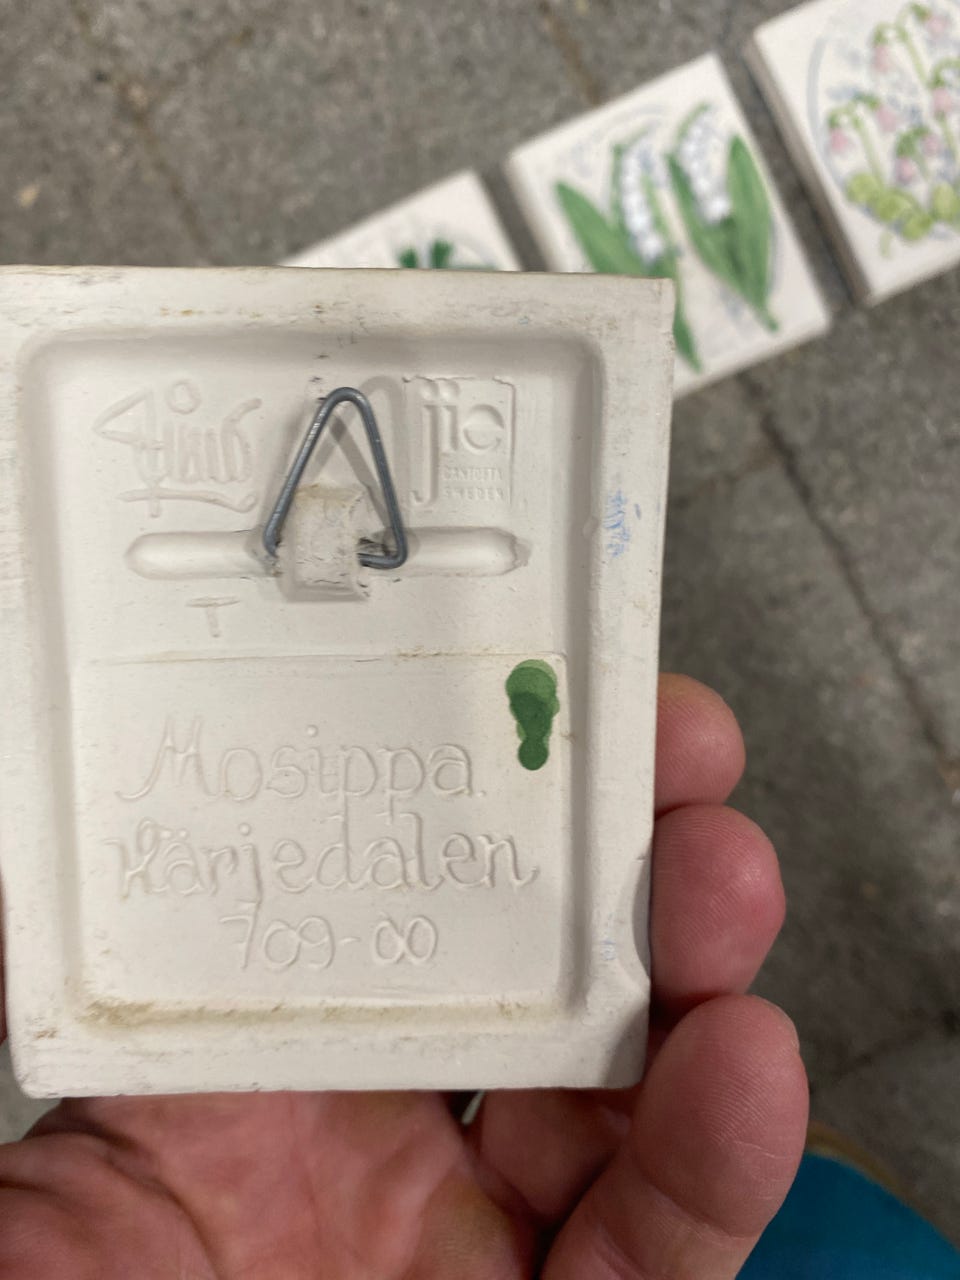 jie
GANTOFTA
SWEDEN
T
Mosippa
Härjedalen
709-00